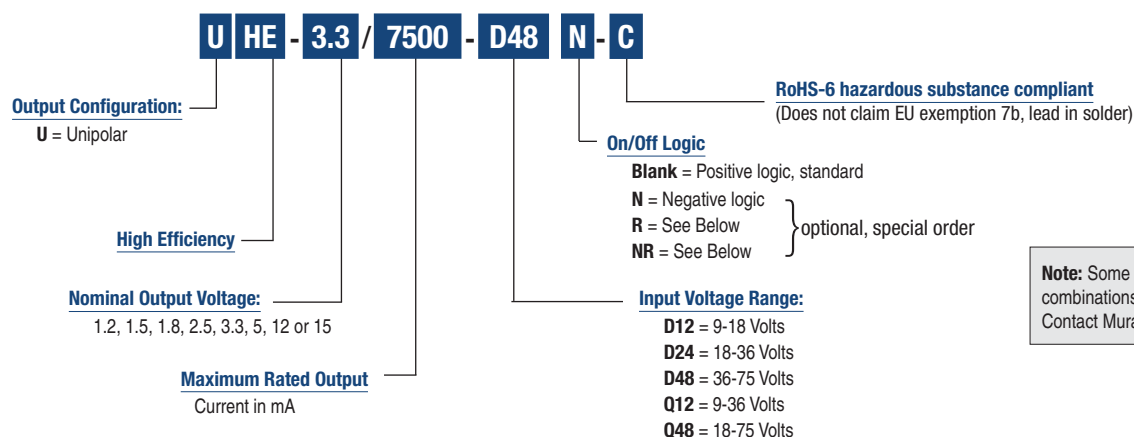 U HE - 3.3 / 7500 - D48 N - C
Output Configuration:
U = Unipolar
High Efficiency
Nominal Output Voltage:
1.2, 1.5, 1.8, 2.5, 3.3, 5, 12 or 15
Maximum Rated Output
Current in mA
RoHS-6 hazardous substance compliant
(Does not claim EU exemption 7b, lead in solder)
On/Off Logic
Blank = Positive logic, standard
N = Negative logic
R = See Below
NR = See Below
optional, special order
Input Voltage Range:
D12 = 9-18 Volts
D24 = 18-36 Volts
D48 = 36-75 Volts
Q12 = 9-36 Volts
Q48 = 18-75 Volts
Note: Some
combinations
Contact Mura